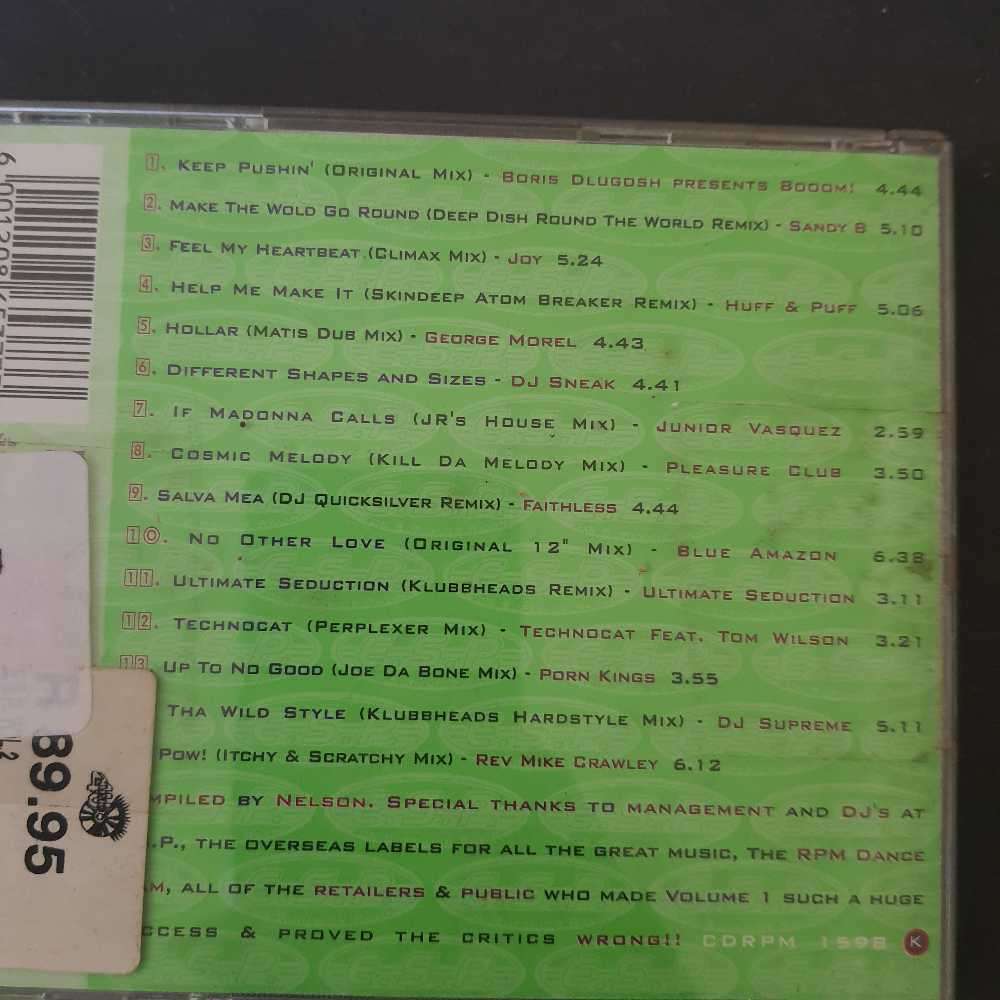 1. Keep Pushin' (Original Mix) - Boris Dlugosh presents Booom! 4.44
2. Make The Wold Go Round (Deep Dish Round The World Remix) - Sandy B 5.10
3. Feel My Heartbeat (Climax Mix) - Joy 5.24
4. Help Me Make It (Skindeep Atom Breaker Remix) - Huff & Puff 5.06
5. Hollar (Matis Dub Mix) - George Morel 4.43
6. Different Shapes and Sizes - DJ Sneak 4.41
7. If Madonna Calls (JR's House Mix) - Junior Vasquez 2.59
8. Cosmic Melody (Kill Da Melody Mix) - Pleasure Club 3.50
9. Salva Mea (DJ Quicksilver Remix) - Faithless 4.44
10. No Other Love (Original 12" Mix) - Blue Amazon 6.38
11. Ultimate Seduction (Klubbheads Remix) - Ultimate Seduction 3.11
12. Technocat (Perplexer Mix) - Technocat Feat. Tom Wilson 3.21
13. Up To No Good (Joe Da Bone Mix) - Porn Kings 3.55
Tha Wild Style (Klubbheads Hardstyle Mix) - DJ Supreme 5.11
Pow! (Itchy & Scratchy Mix) - Rev Mike Crawley 6.12
mpiled by Nelson. Special thanks to management and DJ's at
.P., the overseas labels for all the great music, The RPM Dance
am, all of the retailers & public who made Volume 1 such a huge
ccess & proved the critics wrong!! CDRPM 1598 K
89.95